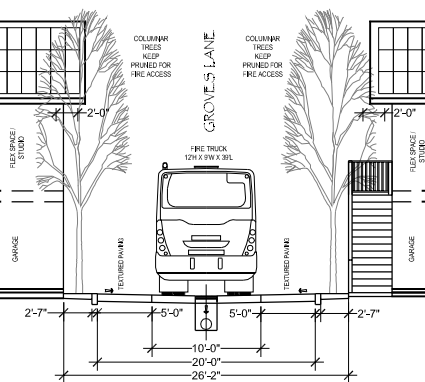 COLUMNAR
TREES
KEEP
PRUNED FOR
FIRE ACCESS
GROVES LANE
COLUMNAR
TREES
KEEP
PRUNED FOR
FIRE ACCESS
2'-0"
2'-0"
FLEX SPACE /
STUDIO
FIRE TRUCK
12'H X 9'W X 39'L
FLEX SPACE /
STUDIO
GARAGE
TEXTURED PAVING
TEXTURED PAVING
GARAGE
2'-7"
5'-0"
5'-0"
2'-7"
10'-0"
20'-0"
26'-2"